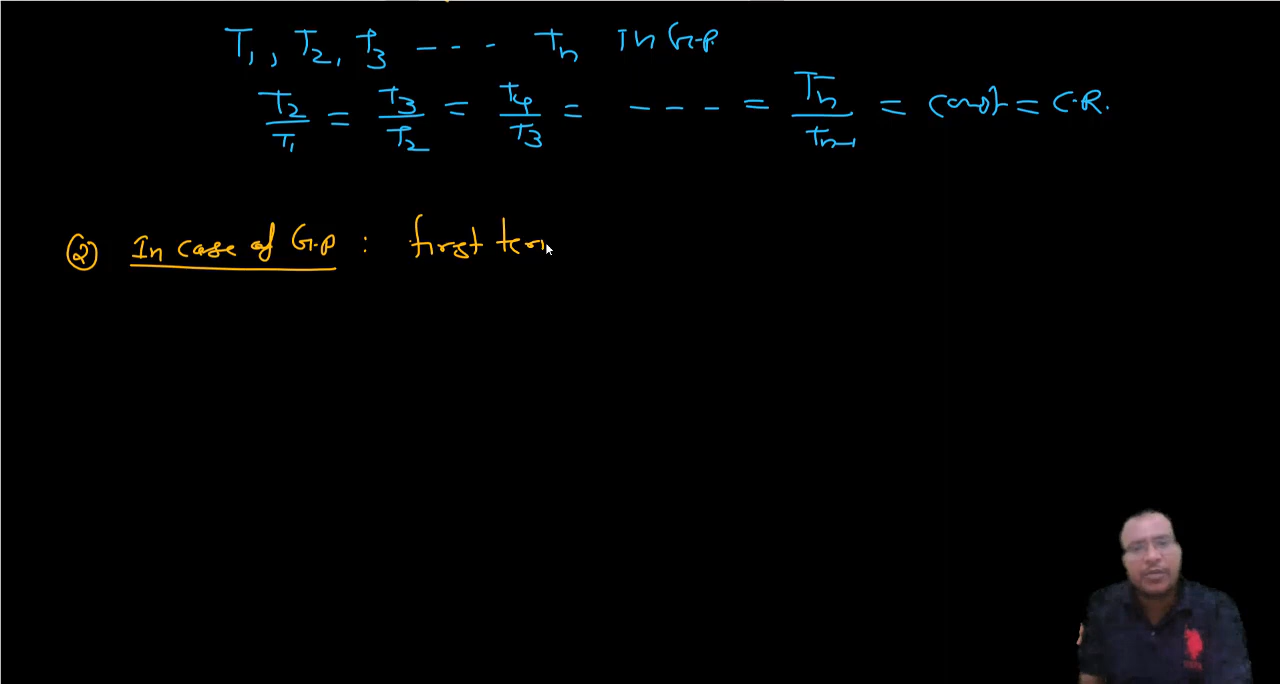 T₁, T₂, T₃ --- Tn in G.P
T₂/T₁ = T₃/T₂ = T₄/T₃ = ---- = Tn/Tn-1 = const = C.R.
② In case of G.P : first term